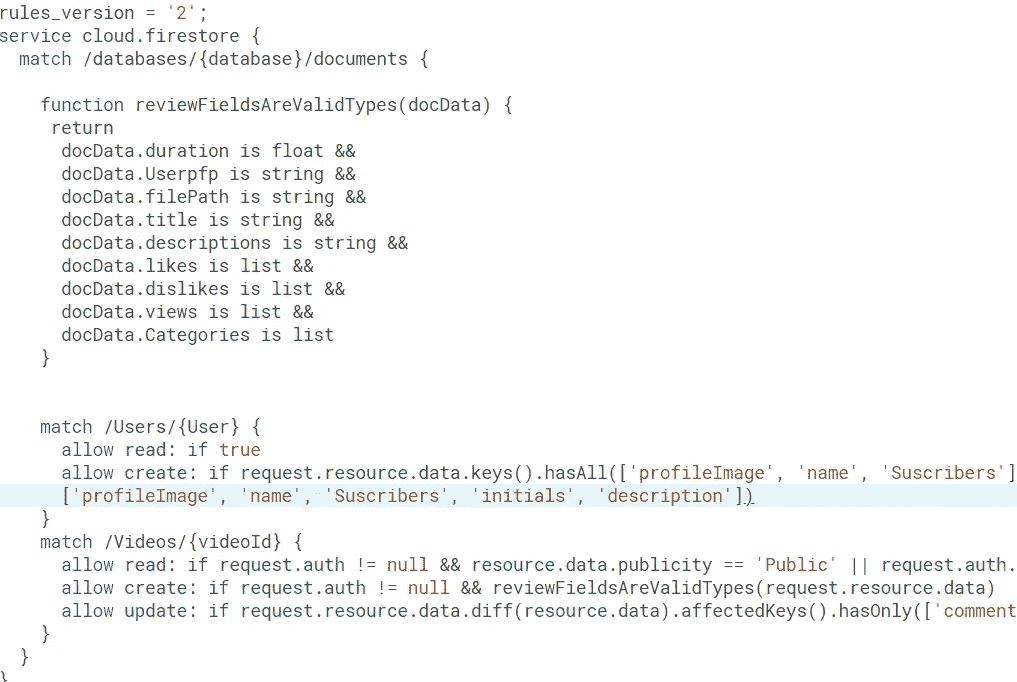 rules_version = '2';
service cloud.firestore {
match /databases/{database}/documents {
function reviewFieldsAreValidTypes(docData) {
return
docData.duration is float &&
docData.Userpfp is string &&
docData.filePath is string &&
docData.title is string &&
docData.descriptions is string &&
docData.likes is list &&
docData.dislikes is list &&
docData.views is list &&
docData.Categories is list
}
match /Users/{User} {
allow read: if true
allow create: if request.resource.data.keys().hasAll(['profileImage', 'name', 'Suscribers']
['profileImage', 'name', 'Suscribers', 'initials', 'description'])
}
match /Videos/{videoId} {
allow read: if request.auth != null && resource.data.publicity == 'Public' || request.auth.
allow create: if request.auth != null && reviewFieldsAreValidTypes(request.resource.data)
allow update: if request.resource.data.diff(resource.data).affectedKeys().hasOnly(['comment
}
}
}